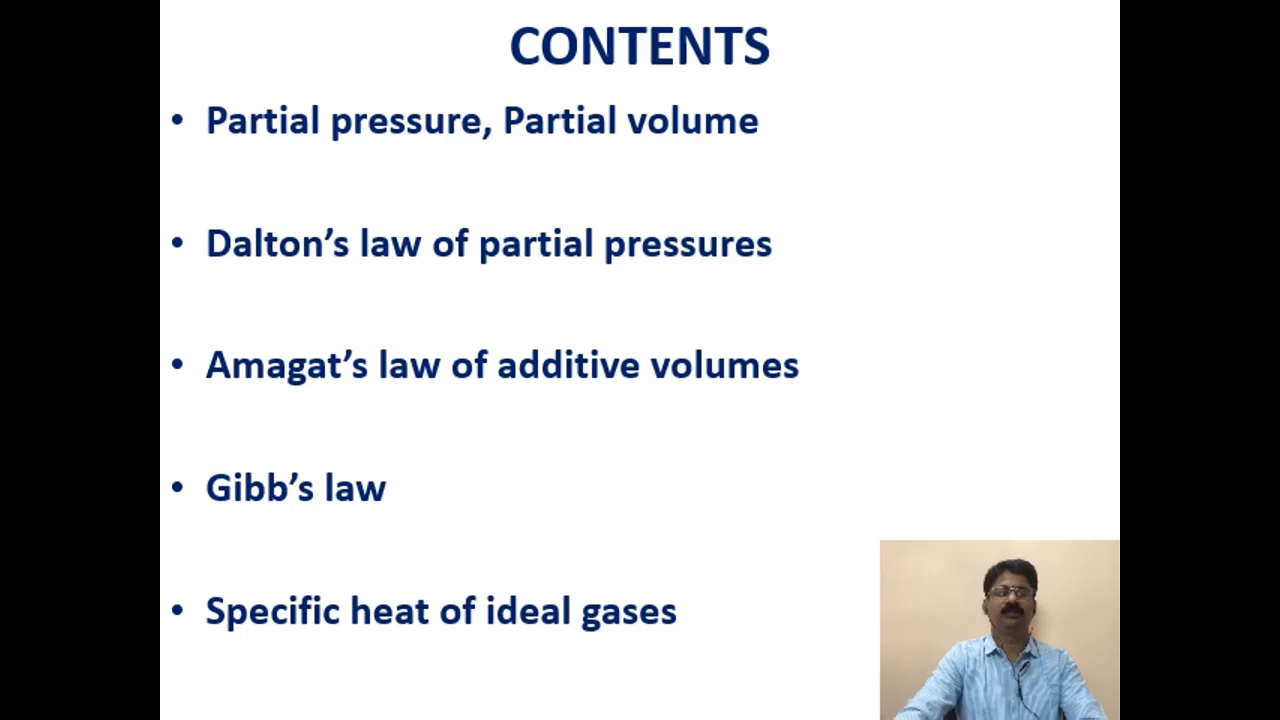 CONTENTS
• Partial pressure, Partial volume
• Dalton’s law of partial pressures
• Amagat’s law of additive volumes
• Gibb’s law
• Specific heat of ideal gases